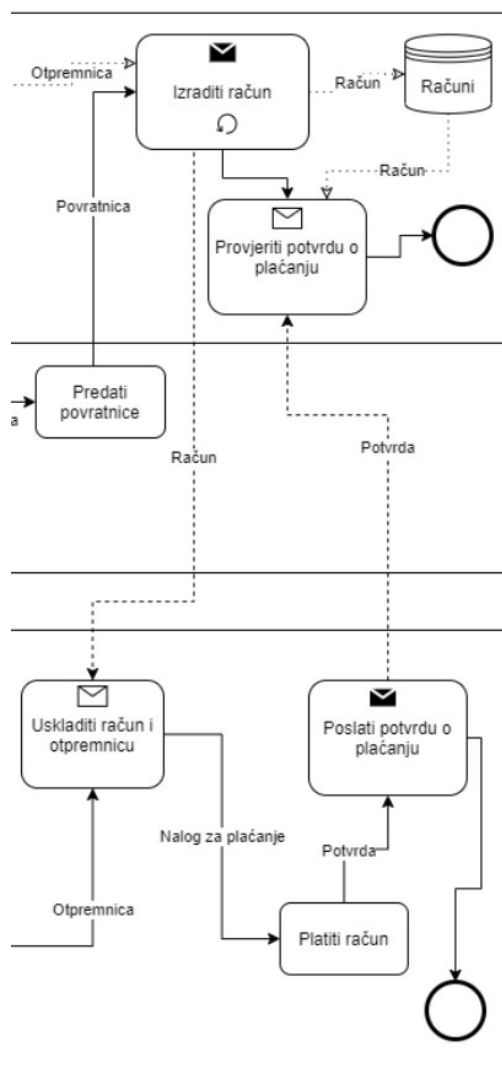 Otpremnica
Izraditi račun
Račun
Računi
Račun
Povratnica
Provjeriti potvrdu o
plaćanju
Predati
povratnice
a
Račun
Potvrda
Uskladiti račun i
otpremnicu
Poslati potvrdu o
plaćanju
Nalog za plaćanje
Potvrda
Otpremnica
Platiti račun